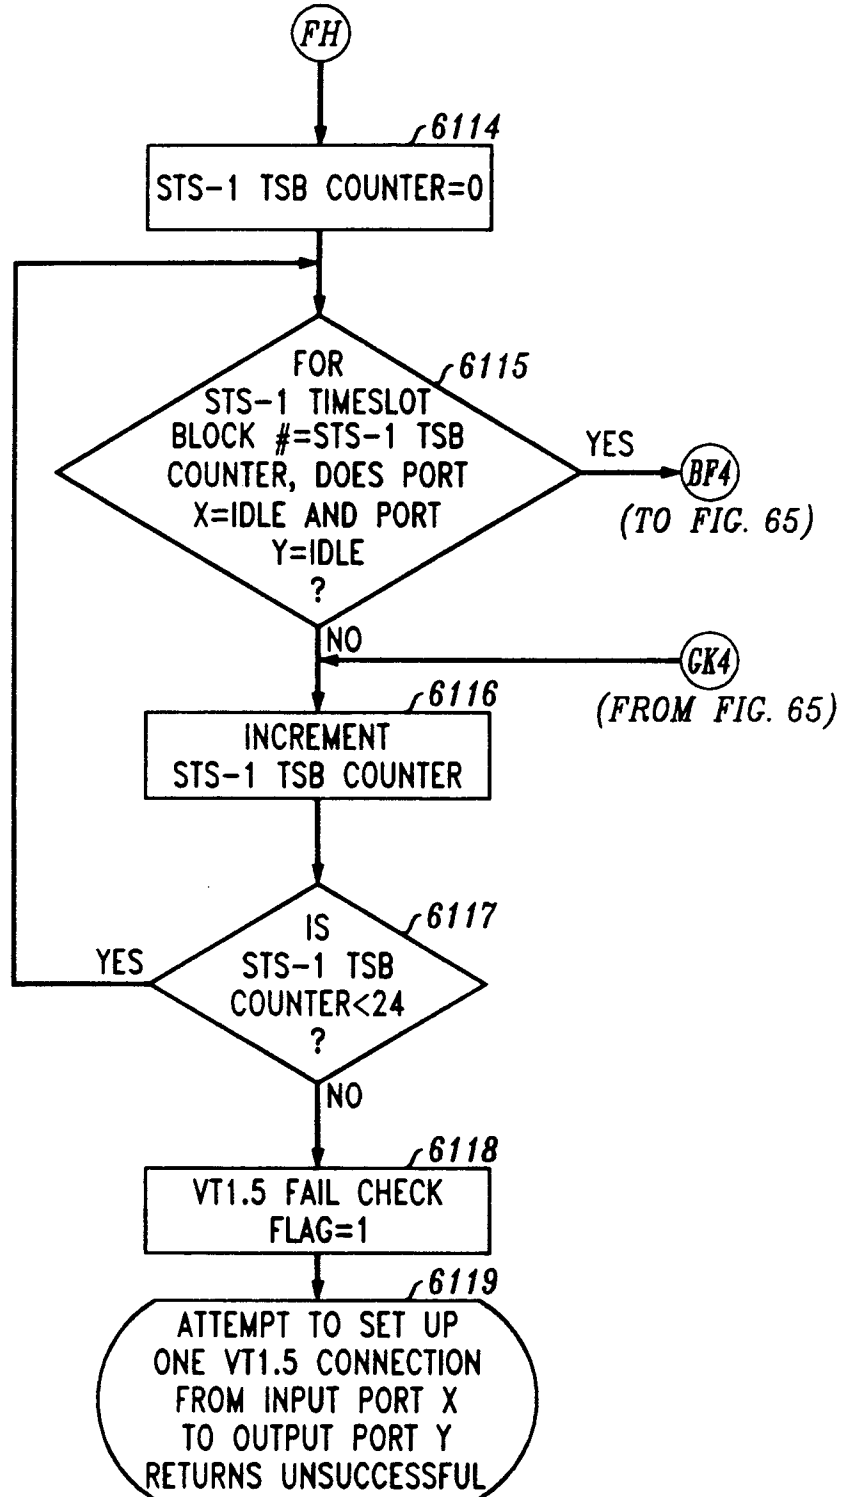 FH
6114
STS-1 TSB COUNTER=0
6115
FOR
STS-1 TIMESLOT
BLOCK #=STS-1 TSB
COUNTER, DOES PORT
X=IDLE AND PORT
Y=IDLE
?
YES
BF4
(TO FIG. 65)
NO
GK4
(FROM FIG. 65)
6116
INCREMENT
STS-1 TSB COUNTER
6117
IS
STS-1 TSB
COUNTER<24
?
YES
NO
6118
VT1.5 FAIL CHECK
FLAG=1
6119
ATTEMPT TO SET UP
ONE VT1.5 CONNECTION
FROM INPUT PORT X
TO OUTPUT PORT Y
RETURNS UNSUCCESSFUL